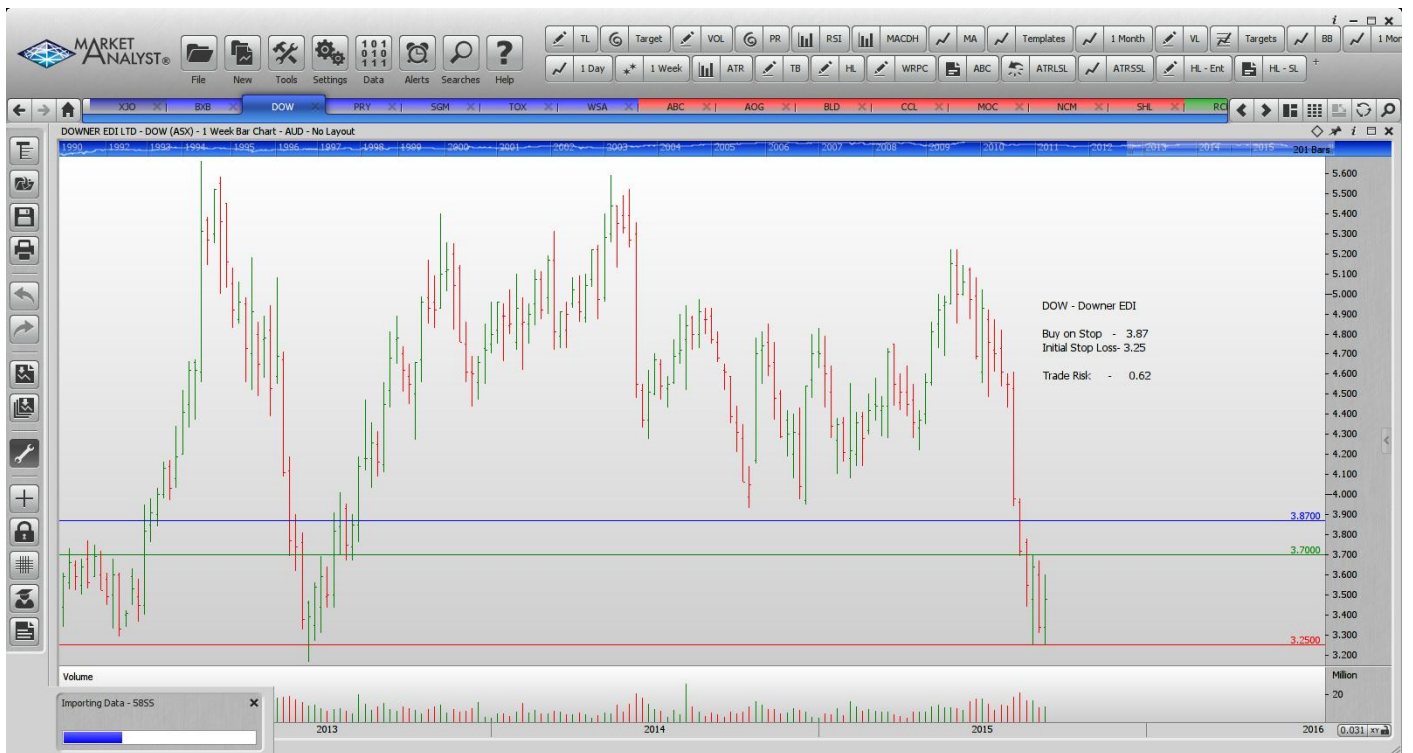 MARKET ANALYST®
File New Tools Settings Data Alerts Searches Help
TL Target VOL PR RSI MACDH MA Templates 1 Month VL Targets BB 1 Mon
1 Day 1 Week ATR TB HL WRPC ABC ATRLSL ATRSSL HL - Ent HL - SL
XJO BXB DOW PRY SGM TOX WSA ABC AOG BLD CCL MOC NCM SHL
DOWNER EDI LTD - DOW (ASX) - 1 Week Bar Chart - AUD - No Layout
1990 1992 1993 1994 1995 1996 1997 1998 1999 2000 2001 2002 2003 2004 2005 2006 2007 2008 2009 2010 2011 2012 2013 2014 2015 201 Bars
5.600
5.500
5.400
5.300
5.200
5.100
5.000
4.900
4.800
4.700
4.600
4.500
4.400
4.300
4.200
4.100
4.000
3.900
3.800
3.700
3.600
3.500
3.400
3.300
3.200
DOW - Downer EDI
Buy on Stop - 3.87
Initial Stop Loss- 3.25
Trade Risk - 0.62
3.8700
3.7000
3.2500
Volume
Million
20
Importing Data - 58SS
2013 2014 2015 2016
0.031 XY